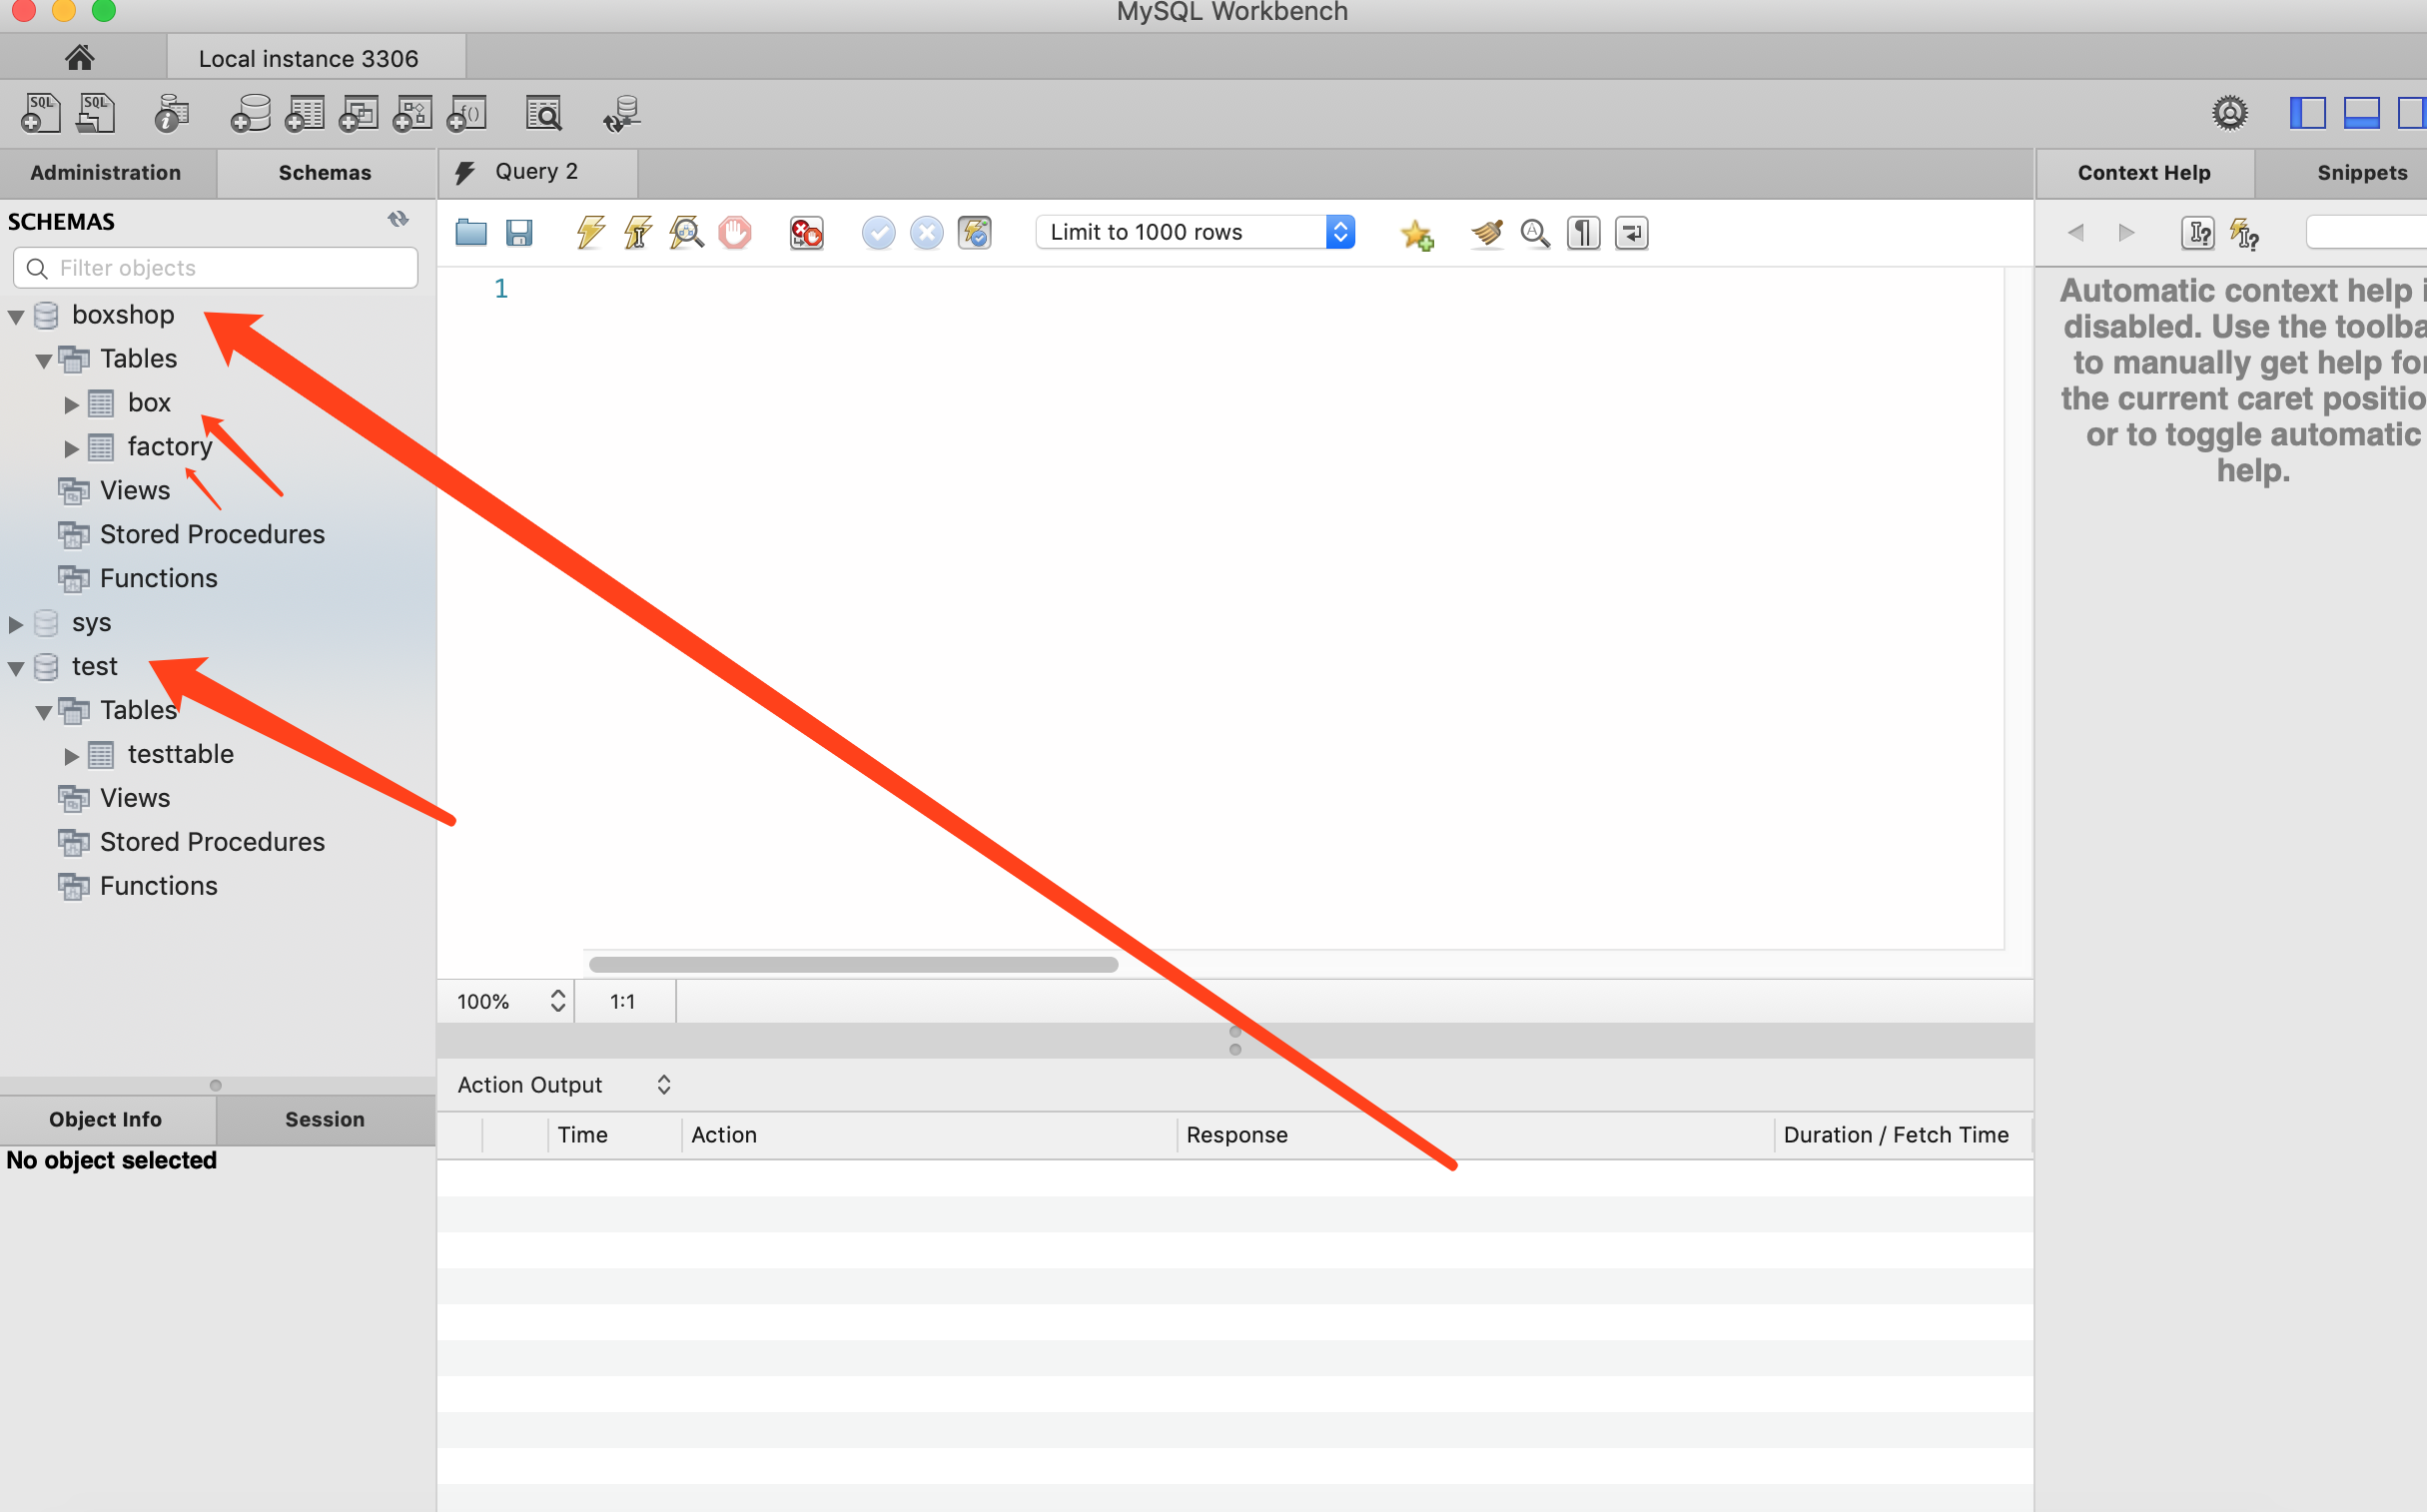 MySQL Workbench
Local instance 3306
SQL
SQL
Administration
Schemas
Query 2
Context Help
Snippets
SCHEMAS
Filter objects
Limit to 1000 rows
1
boxshop
Tables
box
factory
Views
Stored Procedures
Functions
sys
test
Tables
testtable
Views
Stored Procedures
Functions
Automatic context help
disabled. Use the
to manually get help
the current caret
or to toggle automatic
help.
100%
1:1
Action Output
Time
Action
Response
Duration / Fetch Time
Object Info
Session
No object selected